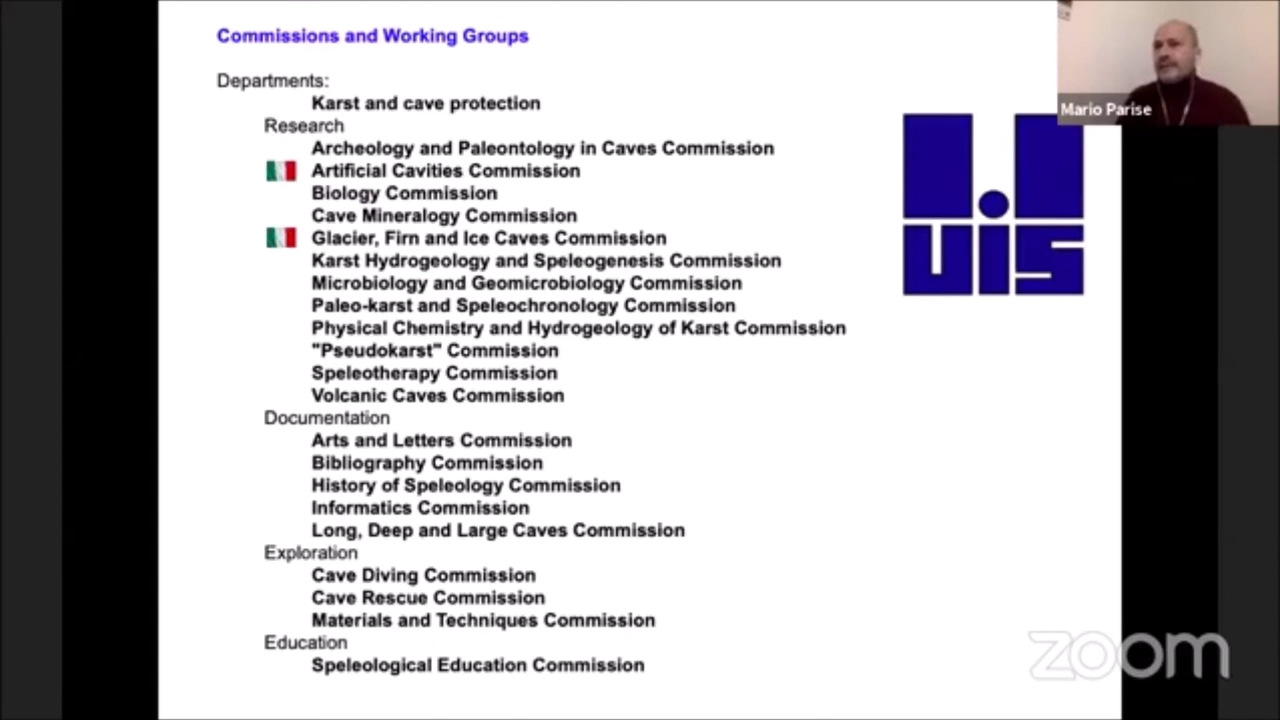 Commissions and Working Groups
Mario Parise
Departments:
Karst and cave protection
Research
Archeology and Paleontology in Caves Commission
Artificial Cavities Commission
Biology Commission
Cave Mineralogy Commission
Glacier, Firn and Ice Caves Commission
Karst Hydrogeology and Speleogenesis Commission
Microbiology and Geomicrobiology Commission
Paleo-karst and Speleochronology Commission
Physical Chemistry and Hydrogeology of Karst Commission
"Pseudokarst" Commission
Speleotherapy Commission
Volcanic Caves Commission
Documentation
Arts and Letters Commission
Bibliography Commission
History of Speleology Commission
Informatics Commission
Long, Deep and Large Caves Commission
Exploration
Cave Diving Commission
Cave Rescue Commission
Materials and Techniques Commission
Education
Speleological Education Commission
uis
zoom